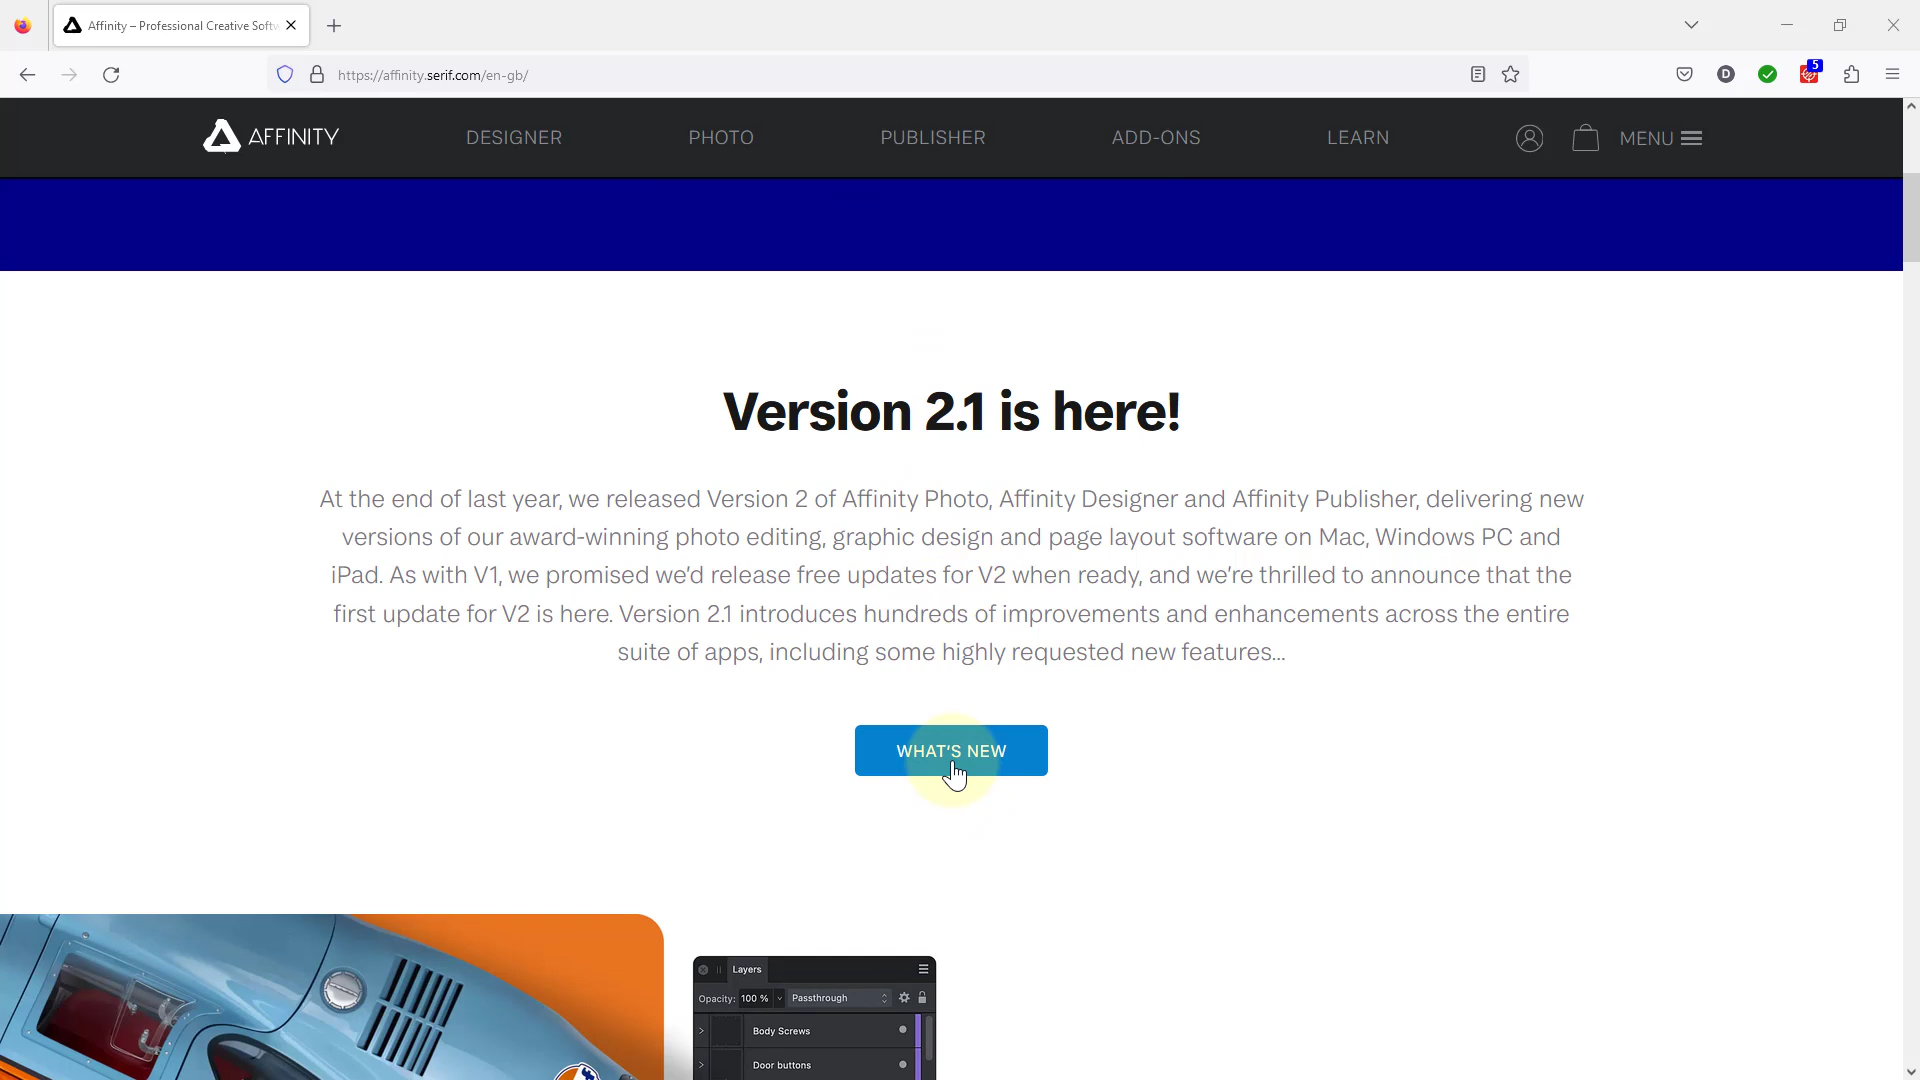 Affinity – Professional Creative Softw
https://affinity.serif.com/en-gb/
D
5
AFFINITY
DESIGNER
PHOTO
PUBLISHER
ADD-ONS
LEARN
MENU
Version 2.1 is here!
At the end of last year, we released Version 2 of Affinity Photo, Affinity Designer and Affinity Publisher, delivering new
versions of our award-winning photo editing, graphic design and page layout software on Mac, Windows PC and
iPad. As with V1, we promised we’d release free updates for V2 when ready, and we’re thrilled to announce that the
first update for V2 is here. Version 2.1 introduces hundreds of improvements and enhancements across the entire
suite of apps, including some highly requested new features...
WHAT’S NEW
Layers
Opacity: 100 % Passthrough
Body Screws
Door buttons